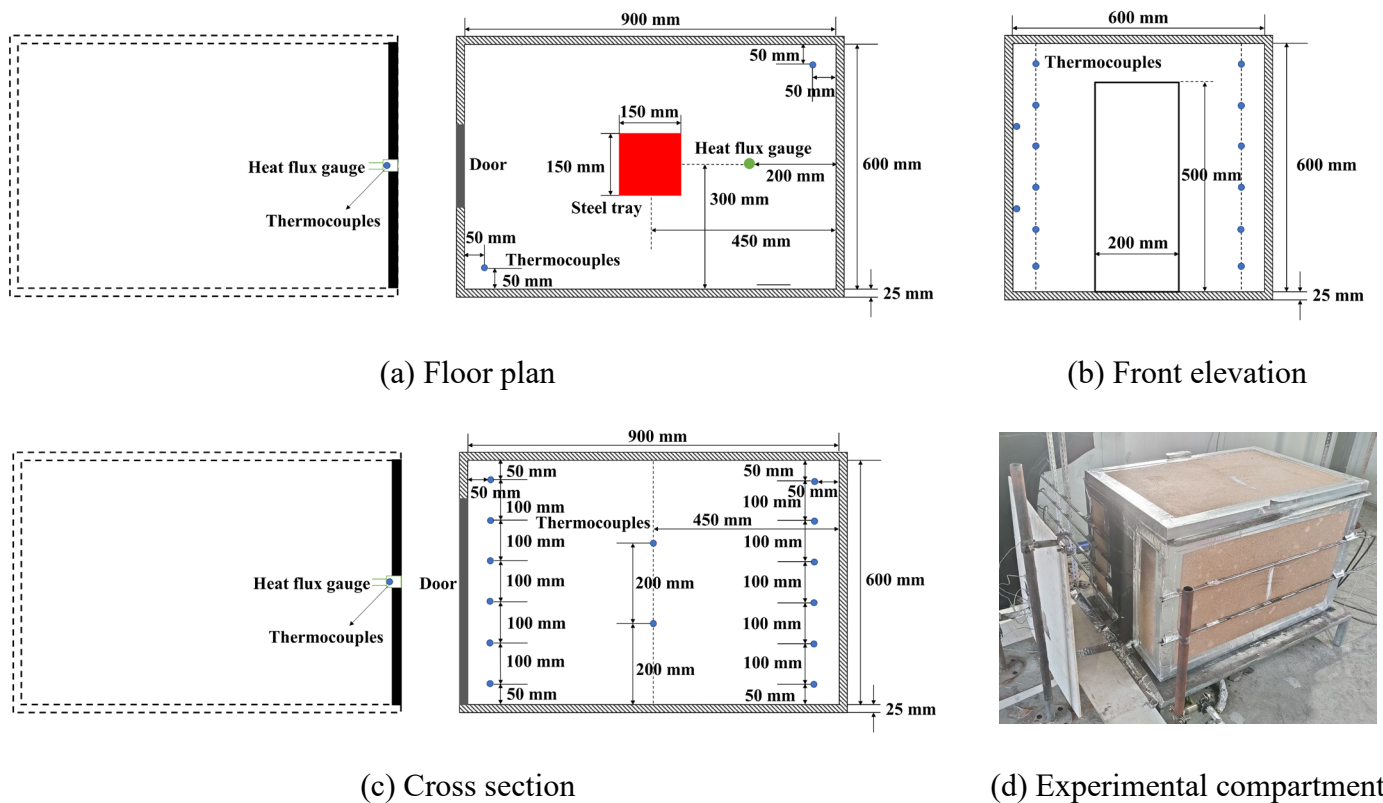 900 mm
50 mm
50 mm
150 mm
150 mm
Heat flux gauge
Door
Heat flux gauge
200 mm
600 mm
Thermocouples
Steel tray
300 mm
450 mm
50 mm
Thermocouples
50 mm
25 mm
(a) Floor plan
600 mm
Thermocouples
500 mm
600 mm
200 mm
25 mm
(b) Front elevation
900 mm
50 mm
50 mm
50 mm
50 mm
100 mm
100 mm
Thermocouples
450 mm
100 mm
100 mm
Heat flux gauge
Door
200 mm
600 mm
100 mm
100 mm
Thermocouples
100 mm
100 mm
100 mm
200 mm
100 mm
50 mm
50 mm
25 mm
(c) Cross section
(d) Experimental compartment